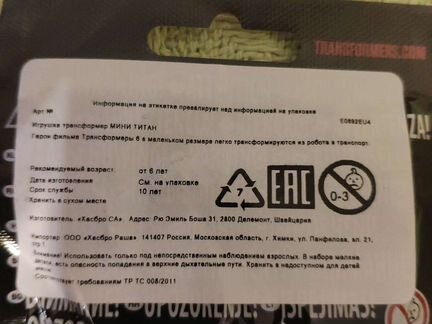 TRANSFORMERS.COM
Информация на этикетке превалирует над информацией на упаковке
Арт № E0692EU4
Игрушка трансформер МИНИ ТИТАН
Герои фильма Трансформеры 6 в маленьком размере легко трансформируются из робота в транспорт.
ZA!
Рекомендуемый возраст: от 6 лет
Дата изготовления См. на упаковке
Срок службы 10 лет
Хранить в сухом месте
7
EAC
0-3
Изготовитель: «Хасбро СА», Адрес: Рю Эмиль Боша 31, 2800 Делемонт, Швейцария
Импортер: ООО «Хасбро Раша» 141407 Россия, Московская область, г. Химки, ул. Панфилова, вл. 21,
стр.1
Внимание! Использовать только под непосредственным наблюдением взрослых. В наборе мелкие
детали, есть опасность попадания в верхние дыхательные пути. Хранить в недоступном для детей
месте.
Соответствует требованиям ТР ТС 008/2011
UPOZORENJE! ĮSPĖJIMAS!